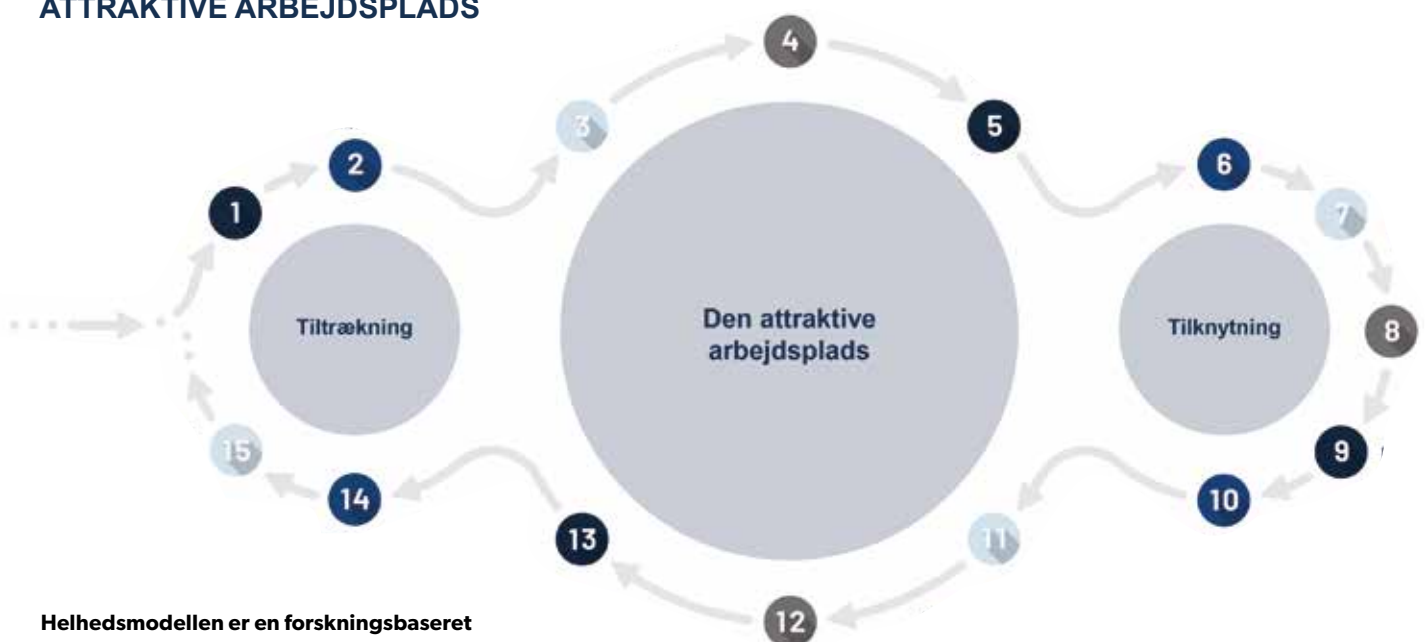 ATTRAKTIVE ARBEJDSPLADS
4
3
5
2
6
1
7
Tiltrækning
Den attraktive
arbejdsplads
Tilknytning
8
15
9
14
10
13
11
12
Helhedsmodellen er en forskningsbaseret